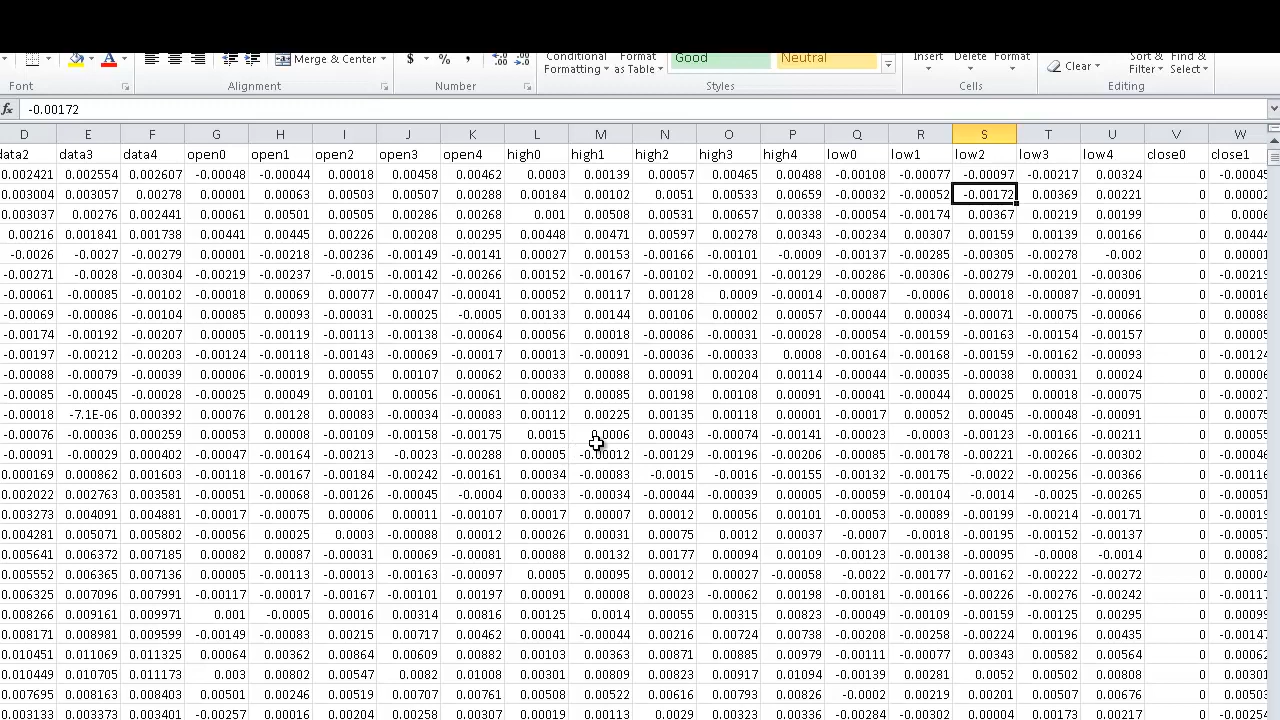 Merge & Center $ % , Conditional Format Good Neutral Insert Delete Format Clear Sort & Find &
Formatting as Table Filter Select
Font Alignment Number Styles Cells Editing
fx -0.00172
D E F G H I J K L M N O P Q R S T U V W
data2 data3 data4 open0 open1 open2 open3 open4 high0 high1 high2 high3 high4 low0 low1 low2 low3 low4 close0 close1
0.002421 0.002554 0.002607 -0.00048 -0.00044 0.00018 0.00458 0.00462 0.0003 0.00139 0.00057 0.00465 0.00488 -0.00108 -0.00077 -0.00097 -0.00217 0.00324 0 -0.00045
0.003004 0.003057 0.00278 0.00001 0.00063 0.00503 0.00507 0.00288 0.00184 0.00102 0.0051 0.00533 0.00659 -0.00032 -0.00052 -0.00172 0.00369 0.00221 0 0.00002
0.003037 0.00276 0.002441 0.00061 0.00501 0.00505 0.00286 0.00268 0.001 0.00508 0.00531 0.00657 0.00338 -0.00054 -0.00174 0.00367 0.00219 0.00199 0 0.0006
0.00216 0.001841 0.001738 0.00441 0.00445 0.00226 0.00208 0.00295 0.00448 0.00471 0.00597 0.00278 0.00343 -0.00234 0.00307 0.00159 0.00139 0.00166 0 0.00444
-0.0026 -0.0027 -0.00279 0.00001 -0.00218 -0.00236 -0.00149 -0.00141 0.00027 0.00153 -0.00166 -0.00101 -0.0009 -0.00137 -0.00285 -0.00305 -0.00278 -0.002 0 0.00001
-0.00271 -0.0028 -0.00304 -0.00219 -0.00237 -0.0015 -0.00142 -0.00266 0.00152 -0.00167 -0.00102 -0.00091 -0.00129 -0.00286 -0.00306 -0.00279 -0.00201 -0.00306 0 -0.00219
-0.00061 -0.00085 -0.00102 -0.00018 0.00069 0.00077 -0.00047 -0.00041 0.00052 0.00117 0.00128 0.0009 -0.00014 -0.00087 -0.0006 0.00018 -0.00087 -0.00091 0 -0.00016
-0.00069 -0.00086 -0.00104 0.00085 0.00093 -0.00031 -0.00025 -0.0005 0.00133 0.00144 0.00106 0.00002 0.00057 -0.00044 0.00034 -0.00071 -0.00075 -0.00066 0 0.00088
-0.00174 -0.00192 -0.00207 0.00005 -0.00119 -0.00113 -0.00138 -0.00064 0.00056 0.00018 -0.00086 -0.00031 -0.00028 -0.00054 -0.00159 -0.00163 -0.00154 -0.00157 0 0.0000
-0.00197 -0.00212 -0.00203 -0.00124 -0.00118 -0.00143 -0.00069 -0.00017 0.00013 -0.00091 -0.00036 -0.00033 0.0008 -0.00164 -0.00168 -0.00159 -0.00162 -0.00093 0 -0.00124
-0.00088 -0.00079 -0.00039 0.00006 -0.00019 0.00055 0.00107 0.00062 0.00033 0.00088 0.00091 0.00204 0.00114 -0.00044 -0.00035 -0.00038 0.00031 0.00024 0 0.00006
-0.00085 -0.00045 -0.00028 -0.00025 0.00049 0.00101 0.00056 -0.00061 0.00082 0.00085 0.00198 0.00108 0.00091 -0.00041 -0.00044 0.00025 0.00018 -0.00075 0 -0.00027
-0.00018 -7.1E-06 0.000392 0.00076 0.00128 0.00083 -0.00034 -0.00083 0.00112 0.00225 0.00135 0.00118 0.00001 -0.00017 0.00052 0.00045 -0.00048 -0.00091 0 0.00075
-0.00076 -0.00036 0.000259 0.00053 0.00008 -0.00109 -0.00158 -0.00175 0.0015 0.00043 -0.00074 -0.00141 -0.00023 -0.0003 -0.00123 -0.00166 -0.00211 0 0.00055
-0.00091 -0.00029 0.000402 -0.00047 -0.00164 -0.00213 -0.0023 -0.00288 0.00005 -0.00012 -0.00129 -0.00196 -0.00206 -0.00085 -0.00178 -0.00221 -0.00266 -0.00302 0 -0.00046
0.000169 0.000862 0.001603 -0.00118 -0.00167 -0.00184 -0.00242 -0.00161 0.00034 -0.00083 -0.0015 -0.0016 -0.00155 -0.00132 -0.00175 -0.0022 -0.00256 -0.00366 0 -0.00116
0.002022 0.002763 0.003581 -0.00051 -0.00068 -0.00126 -0.00045 -0.0004 0.00033 -0.00034 -0.00044 -0.00039 0.00005 -0.00059 -0.00104 -0.0014 -0.0025 -0.00265 0 -0.00051
0.003273 0.004091 0.004881 -0.00017 -0.00075 0.00006 0.00011 -0.00107 0.00017 0.00007 0.00012 0.00056 0.00101 -0.00053 -0.00089 -0.00199 -0.00214 -0.00171 0 -0.00019
0.004281 0.005071 0.005802 -0.00056 0.00025 0.0003 -0.00088 0.00012 0.00026 0.00031 0.00075 0.0012 0.00037 -0.0007 -0.0018 -0.00195 -0.00152 -0.00137 0 -0.00057
0.005641 0.006372 0.007185 0.00082 0.00087 -0.00031 0.00069 -0.00081 0.00088 0.00132 0.00177 0.00094 0.00109 -0.00123 -0.00138 -0.00095 -0.0008 -0.0014 0 0.00082
0.005552 0.006365 0.007136 0.00005 -0.00113 -0.00013 -0.00163 -0.00097 0.0005 0.00095 0.00012 0.00027 -0.00058 -0.0022 -0.00177 -0.00162 -0.00222 -0.00272 0 0.00004
0.006325 0.007096 0.007991 -0.00117 -0.00017 -0.00167 -0.00101 0.00197 0.00091 0.00008 0.00023 -0.00062 0.00198 -0.00181 -0.00166 -0.00226 -0.00276 -0.00242 0 -0.00117
0.008266 0.009161 0.009971 0.001 -0.0005 0.00016 0.00314 0.00816 0.00125 0.0014 0.00055 0.00315 0.00823 -0.00049 -0.00109 -0.00159 -0.00125 0.00295 0 0.00099
0.008171 0.008981 0.009599 -0.00149 -0.00083 0.00215 0.00717 0.00462 0.00041 -0.00044 0.00216 0.00724 0.00738 -0.00208 -0.00258 -0.00224 0.00196 0.00435 0 -0.00147
0.010451 0.011069 0.011325 0.00064 0.00362 0.00864 0.00609 0.00882 0.00103 0.00363 0.00871 0.00885 0.00979 -0.00111 -0.00077 0.00343 0.00582 0.00564 0 0.00062
0.010449 0.010705 0.011173 0.003 0.00802 0.00547 0.0082 0.01008 0.00301 0.00809 0.00823 0.00917 0.01094 -0.00139 0.00281 0.0052 0.00502 0.00808 0 0.00301
0.007695 0.008163 0.008403 0.00501 0.00246 0.00519 0.00707 0.00761 0.00508 0.00522 0.00616 0.00793 0.00826 -0.0002 0.00219 0.00201 0.00507 0.00676 0
0.003133 0.003373 0.003401 -0.00257 0.00016 0.00204 0.00258 0.00307 0.00019 0.00113 0.0029 0.00323 0.00336 -0.00284 -0.00302 0.00004 0.00173 0.00217 0